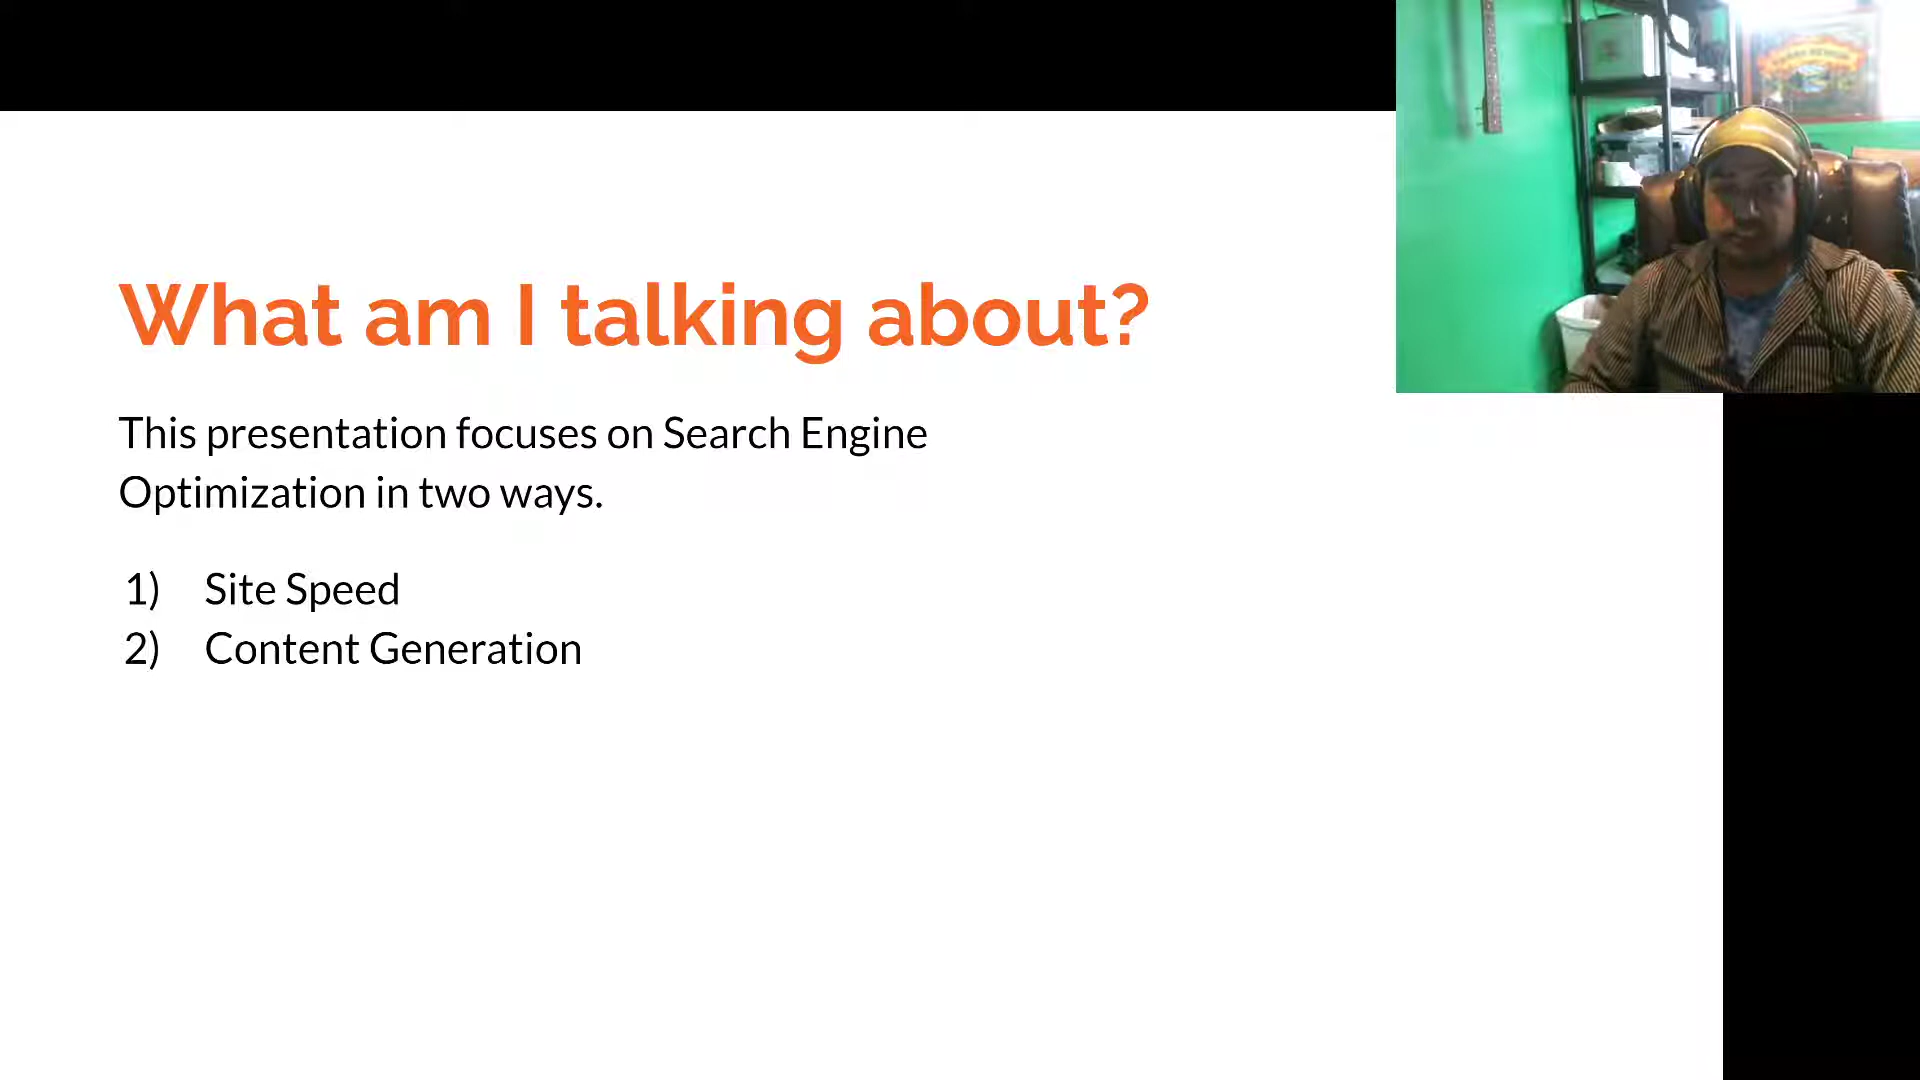 What am I talking about?
This presentation focuses on Search Engine
Optimization in two ways.
1) Site Speed
2) Content Generation